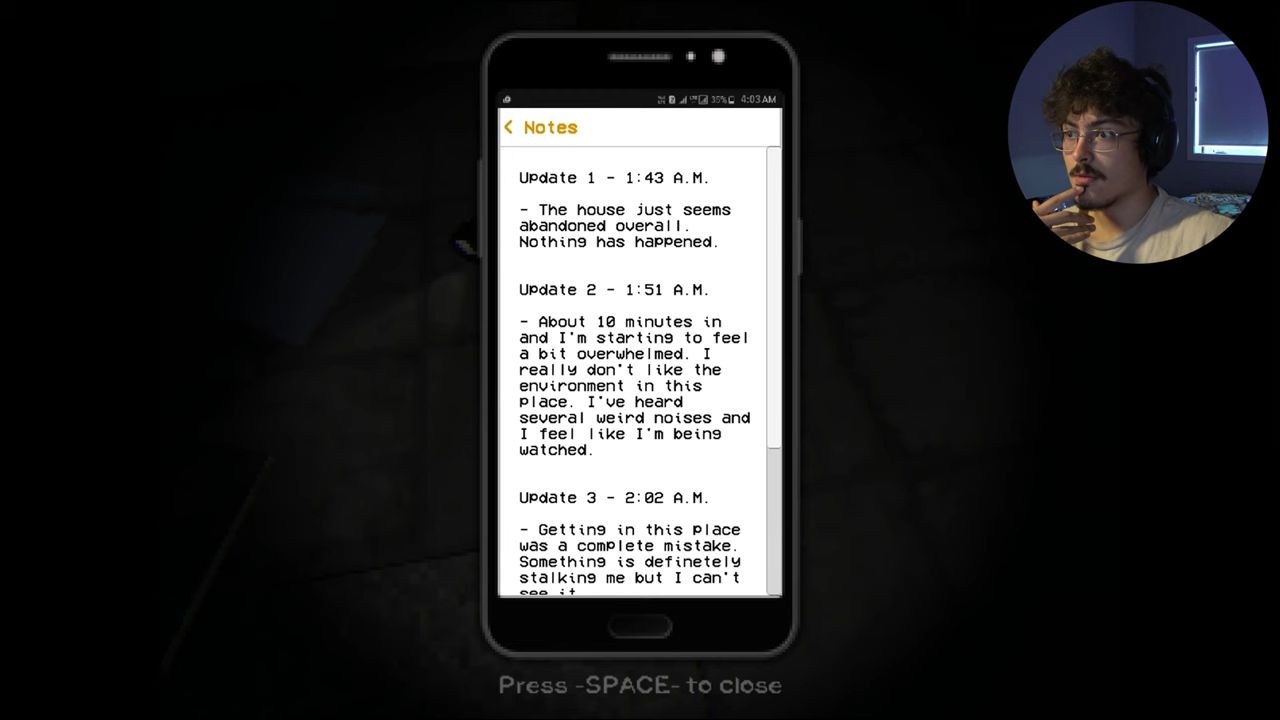 35% 4:03 AM
< Notes
Update 1 - 1:43 A.M.
- The house just seems
abandoned overall.
Nothing has happened.
Update 2 - 1:51 A.M.
- About 10 minutes in
and I'm starting to feel
a bit overwhelmed. I
really don't like the
environment in this
place. I've heard
several weird noises and
I feel like I'm being
watched.
Update 3 - 2:02 A.M.
- Getting in this place
was a complete mistake.
Something is definetely
stalking me but I can't
see it
Press -SPACE- to close